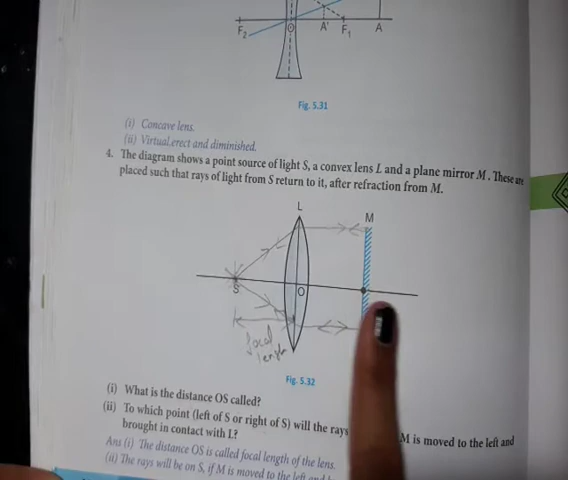 F₂
O
A'
F₁
A
Fig. 5.31
(i) Concave lens.
(ii) Virtual,erect and diminished.
4. The diagram shows a point source of light S, a convex lens L and a plane mirror M. These are
placed such that rays of light from S return to it, after refraction from M.
L
M
S
O
focal
length
Fig. 5.32
(i) What is the distance OS called?
(ii) To which point (left of S or right of S) will the rays
M is moved to the left and
brought in contact with L?
Ans (i) The distance OS is called focal length of the lens.
(ii) The rays will be on S, if M is moved to the left and